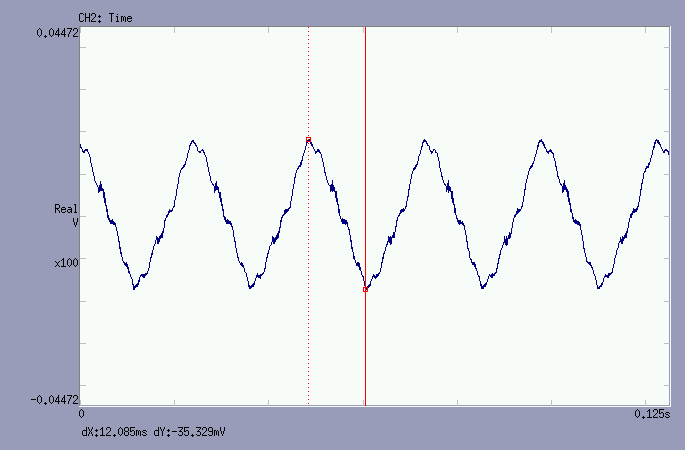 CH2: Time
0.04472
Real
V
x100
-0.04472
0 0.125s
dX:12.085ms dY:-35.329mV